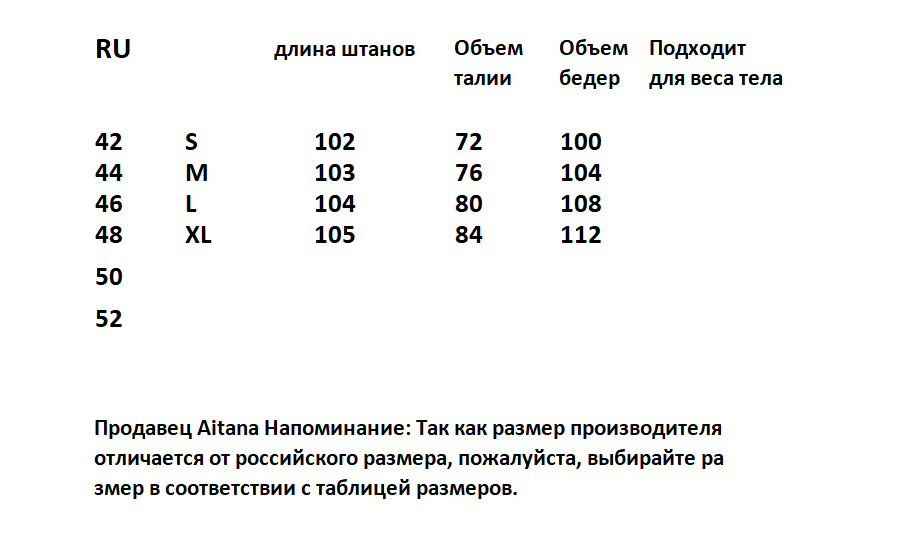 RU длина штанов Объем Объем Подходит
талии бедер для веса тела
42 S 102 72 100
44 M 103 76 104
46 L 104 80 108
48 XL 105 84 112
50
52
Продавец Aitana Напоминание: Так как размер производителя
отличается от российского размера, пожалуйста, выбирайте ра
змер в соответствии с таблицей размеров.